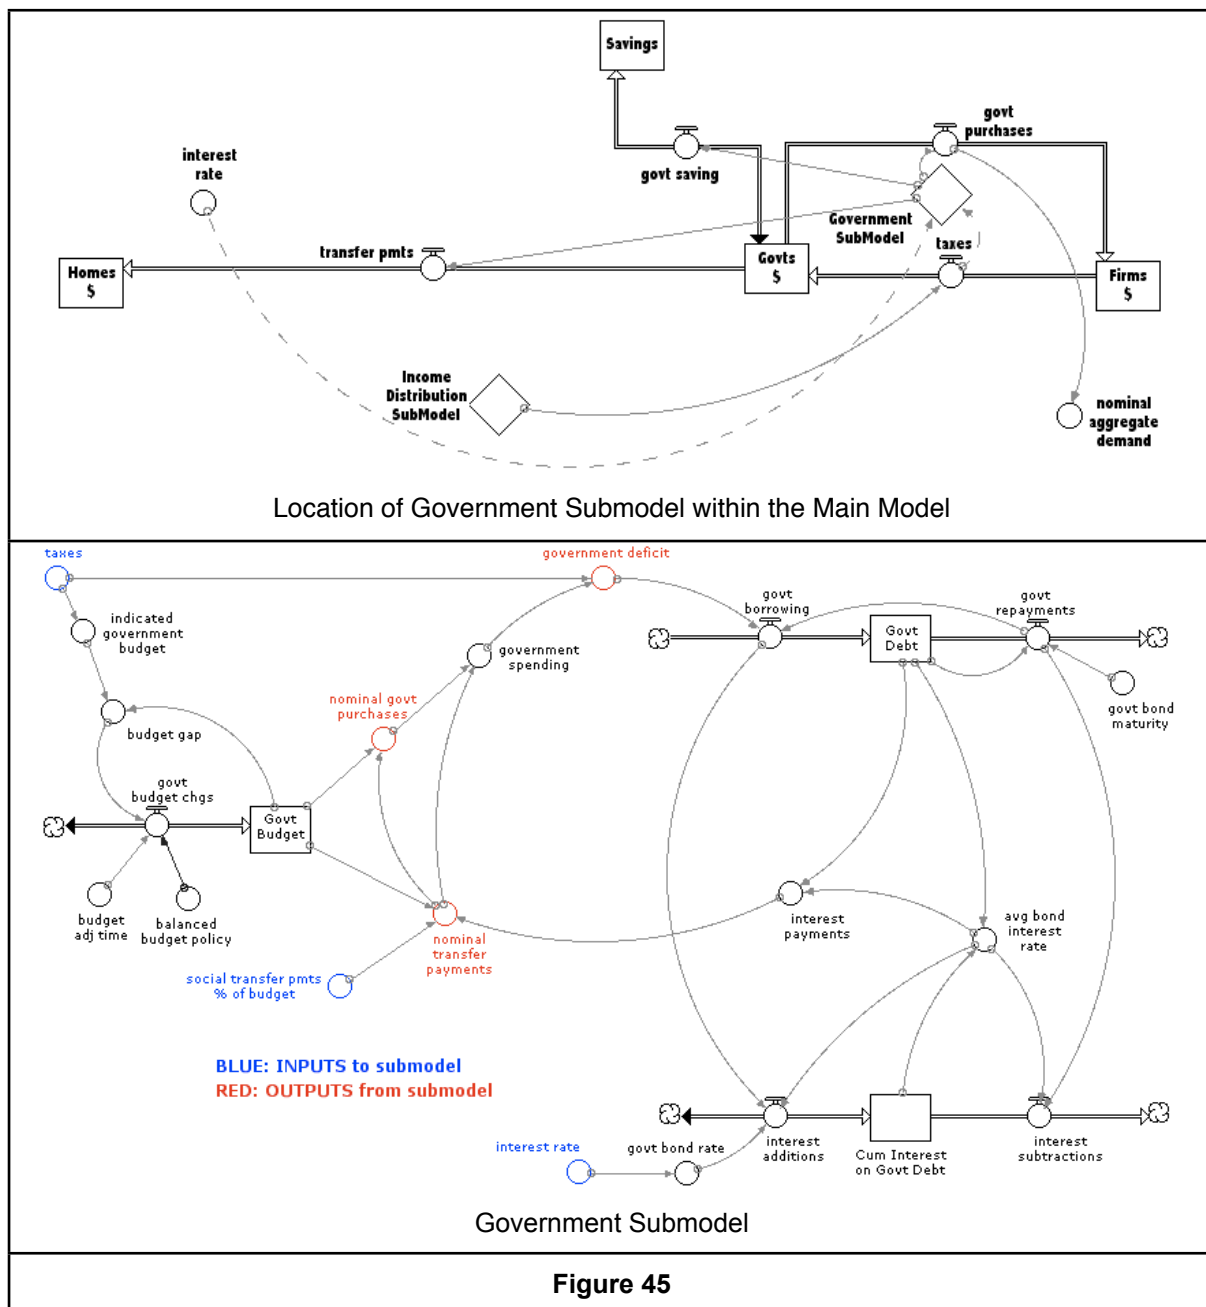 Savings
govt
purchases
interest
rate
govt saving
Government
SubModel
transfer pmts
taxes
Homes
$
Govts
$
Firms
$
Income
Distribution
SubModel
nominal
aggregate
demand
Location of Government Submodel within the Main Model
taxes
government deficit
indicated
government
budget
govt
borrowing
govt
repayments
Govt
Debt
government
spending
nominal govt
purchases
govt bond
maturity
budget gap
govt
budget chgs
Govt
Budget
budget
adj time
balanced
budget policy
nominal
transfer
payments
interest
payments
avg bond
interest
rate
social transfer pmts
% of budget
BLUE: INPUTS to submodel
RED: OUTPUTS from submodel
interest rate
govt bond rate
interest
additions
Cum Interest
on Govt Debt
interest
subtractions
Government Submodel
Figure 45